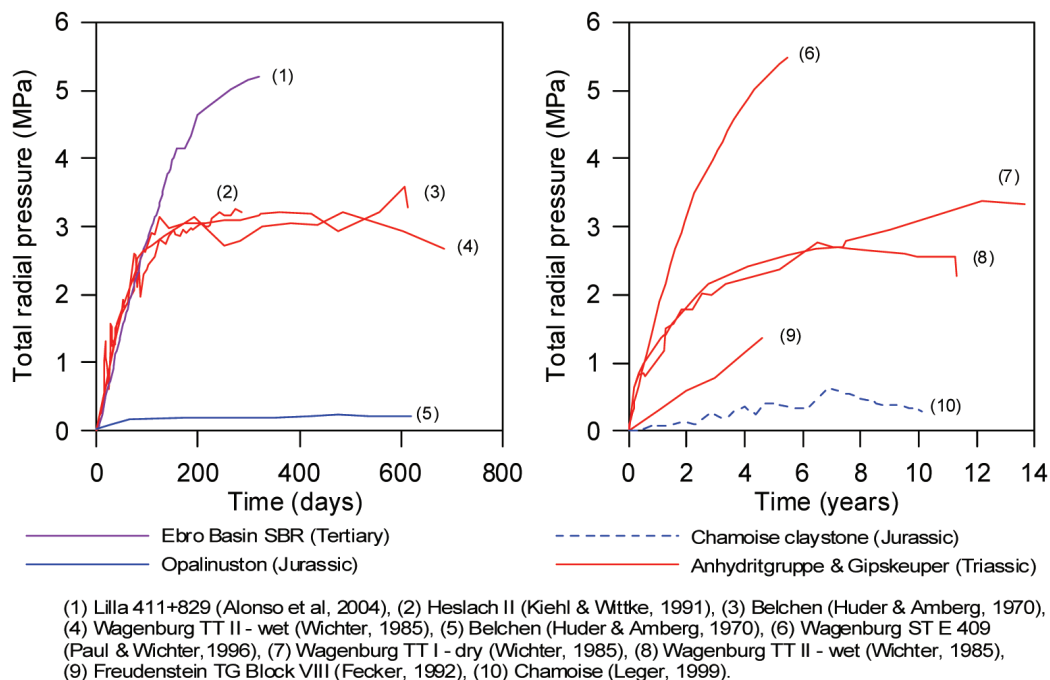 6
5
4
3
2
1
0
Total radial pressure (MPa)
(1)
(2)
(3)
(4)
(5)
0 200 400 600 800
Time (days)
6
5
4
3
2
1
0
Total radial pressure (MPa)
(6)
(7)
(8)
(9)
(10)
0 2 4 6 8 10 12 14
Time (years)
Ebro Basin SBR (Tertiary)
Opalinuston (Jurassic)
Chamoise claystone (Jurassic)
Anhydritgruppe & Gipskeuper (Triassic)
(1) Lilla 411+829 (Alonso et al, 2004), (2) Heslach II (Kiehl & Wittke, 1991), (3) Belchen (Huder & Amberg, 1970),
(4) Wagenburg TT II - wet (Wichter, 1985), (5) Belchen (Huder & Amberg, 1970), (6) Wagenburg ST E 409
(Paul & Wichter,1996), (7) Wagenburg TT I - dry (Wichter, 1985), (8) Wagenburg TT II - wet (Wichter, 1985),
(9) Freudenstein TG Block VIII (Fecker, 1992), (10) Chamoise (Leger, 1999).